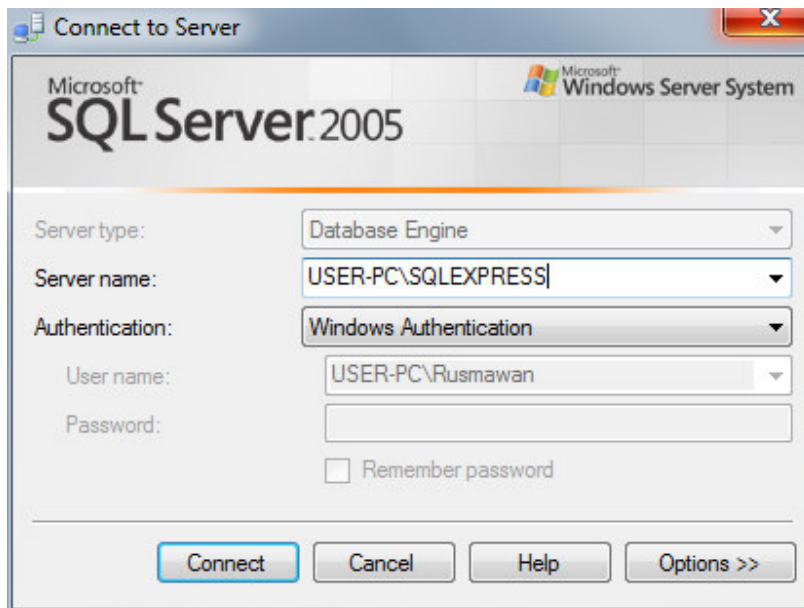 Connect to Server
Microsoft
SQL Server 2005
Microsoft
Windows Server System
Server type: Database Engine
Server name: USER-PC\SQLEXPRESS
Authentication: Windows Authentication
User name: USER-PC\Rusmawan
Password:
Remember password
Connect Cancel Help Options >>